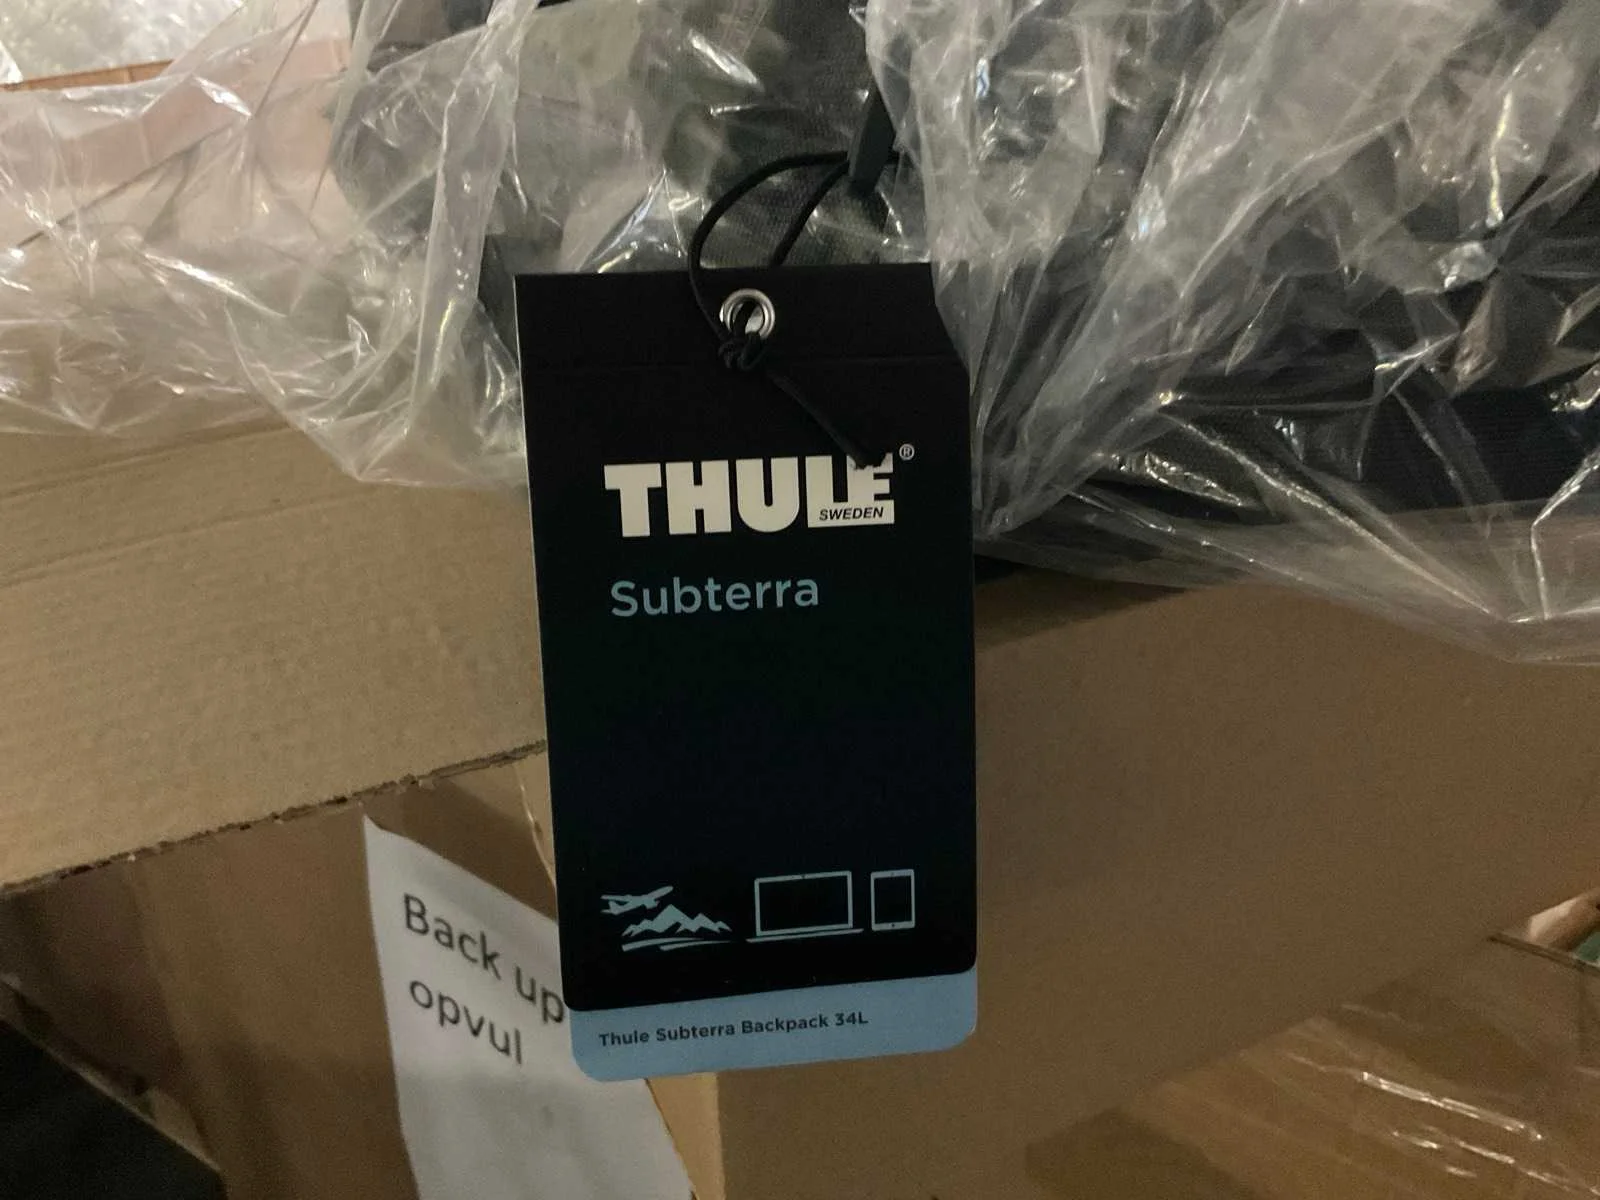 THULE®
SWEDEN
Subterra
Thule Subterra Backpack 34L
Back up
opvul